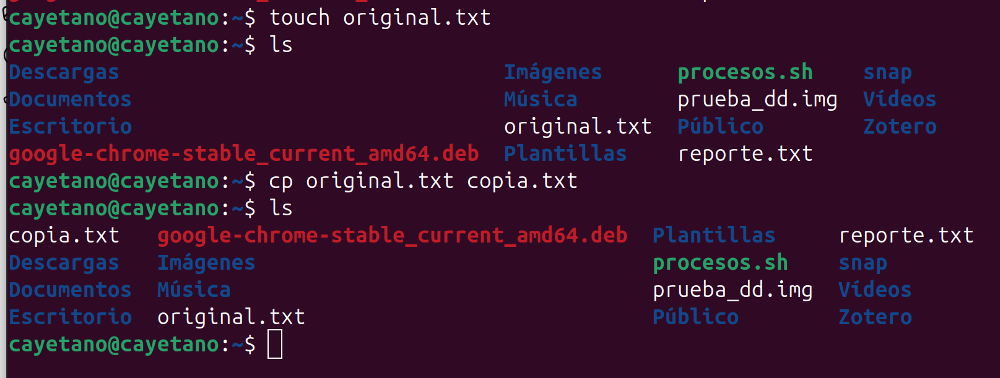 cayetano@cayetano:~$ touch original.txt
cayetano@cayetano:~$ ls
Descargas Imágenes procesos.sh snap
Documentos Música prueba_dd.img Vídeos
Escritorio original.txt Público Zotero
google-chrome-stable_current_amd64.deb Plantillas reporte.txt
cayetano@cayetano:~$ cp original.txt copia.txt
cayetano@cayetano:~$ ls
copia.txt google-chrome-stable_current_amd64.deb Plantillas reporte.txt
Descargas Imágenes procesos.sh snap
Documentos Música prueba_dd.img Vídeos
Escritorio original.txt Público Zotero
cayetano@cayetano:~$